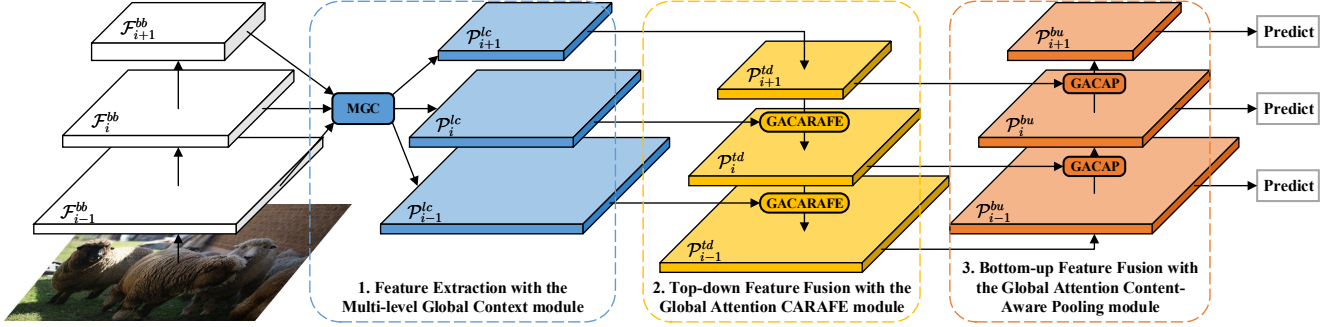 F^{bb}_{i+1}
F^{bb}_{i}
F^{bb}_{i-1}
MGC
P^{lc}_{i+1}
P^{lc}_{i}
P^{lc}_{i-1}
1. Feature Extraction with the
Multi-level Global Context module
P^{td}_{i+1}
GACARAFE
P^{td}_{i}
GACARAFE
P^{td}_{i-1}
2. Top-down Feature Fusion with the
Global Attention CARAFE module
P^{bu}_{i+1}
GACAP
P^{bu}_{i}
GACAP
P^{bu}_{i-1}
3. Bottom-up Feature Fusion with
the Global Attention Content-
Aware Pooling module
Predict
Predict
Predict